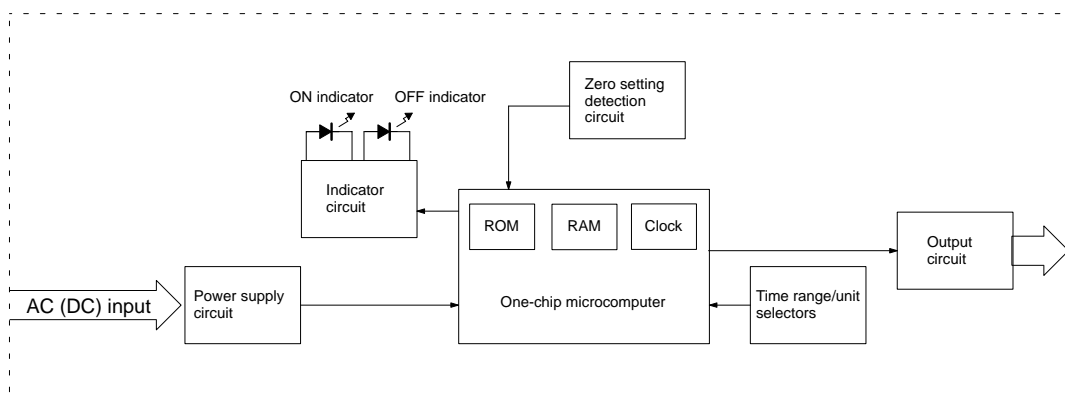 Zero setting
detection
circuit
ON indicator
OFF indicator
Indicator
circuit
ROM
RAM
Clock
One-chip microcomputer
Output
circuit
AC (DC) input
Power supply
circuit
Time range/unit
selectors